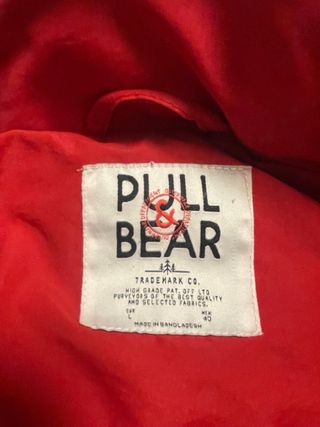 PULL
&
BEAR
TRADEMARK CO.
HIGH GRADE PAT. OFF LTD
PURVEYORS OF THE BEST QUALITY
AND SELECTED FABRICS.
EUR MEX
L 40
MADE IN BANGLADESH